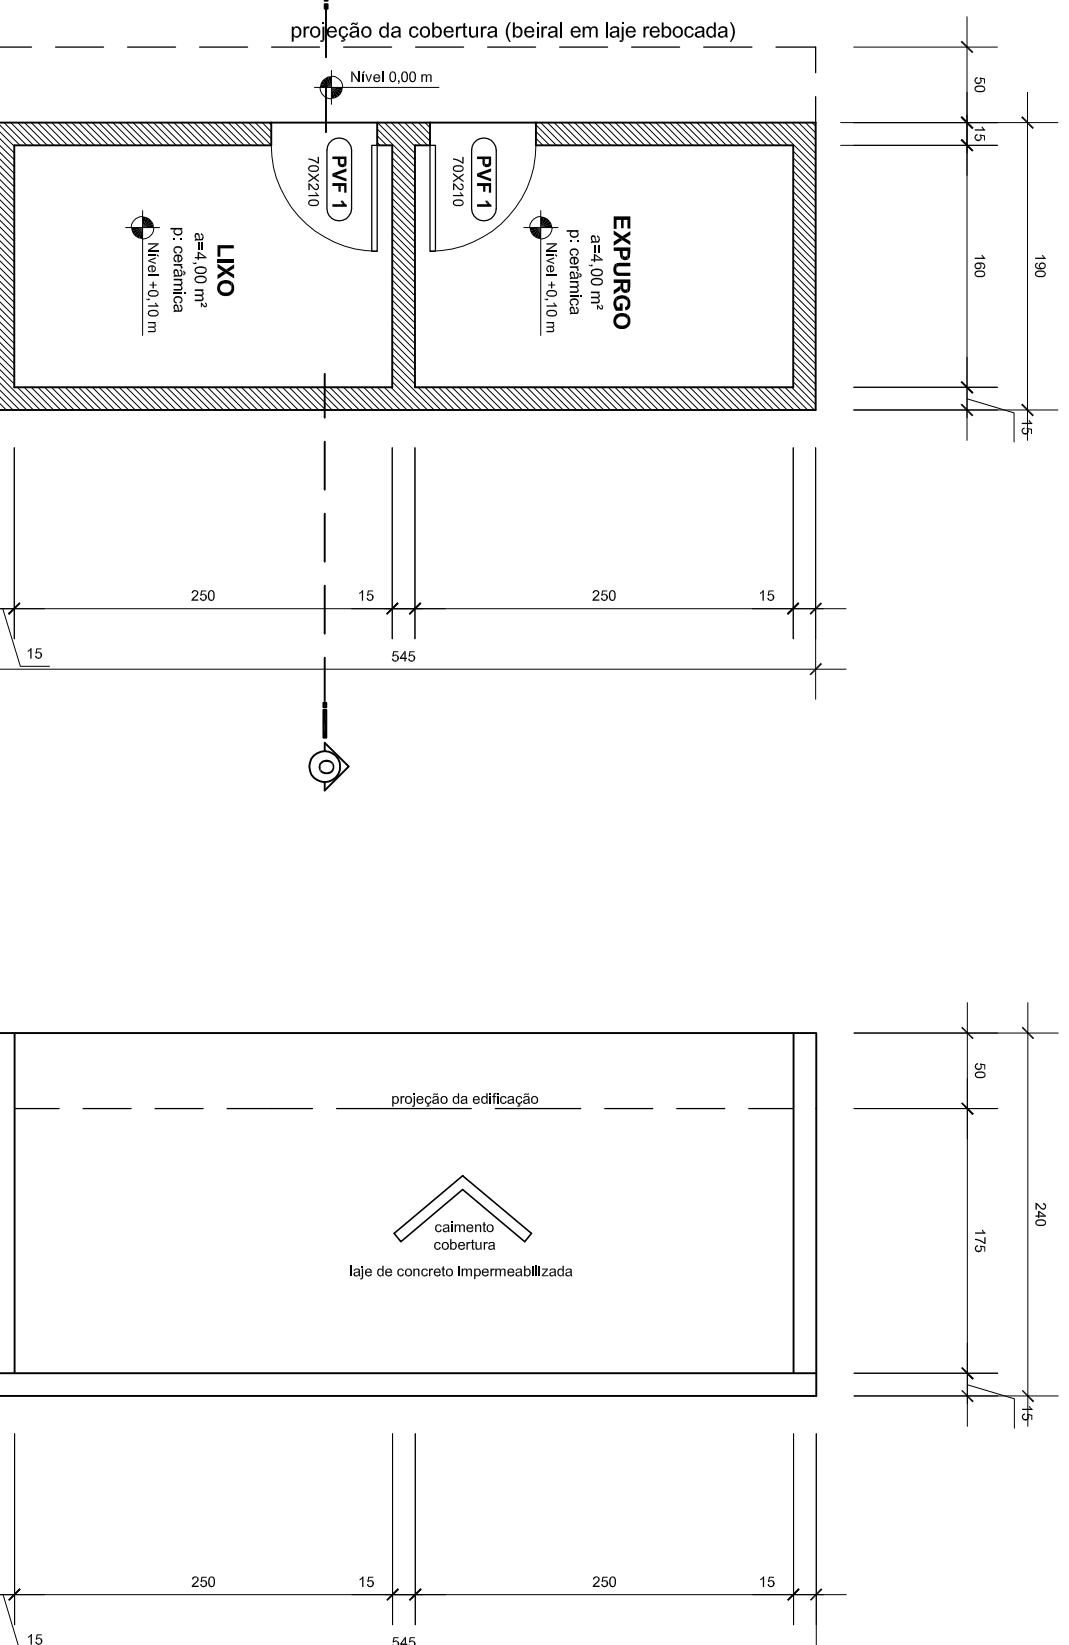 projeção da cobertura (beiral em laje rebocada)
Nível 0,00 m
50
15
190
160
15
PVF 1
70X210
PVF 1
70X210
EXPURGO
a=4,00 m²
p: cerâmica
Nível +0,10 m
LIXO
a=4,00 m²
p: cerâmica
Nível +0,10 m
250
15
250
15
15
545
O
projeção da edificação
50
240
175
15
caimento
cobertura
laje de concreto impermeabilizada
250
15
250
15
15
545